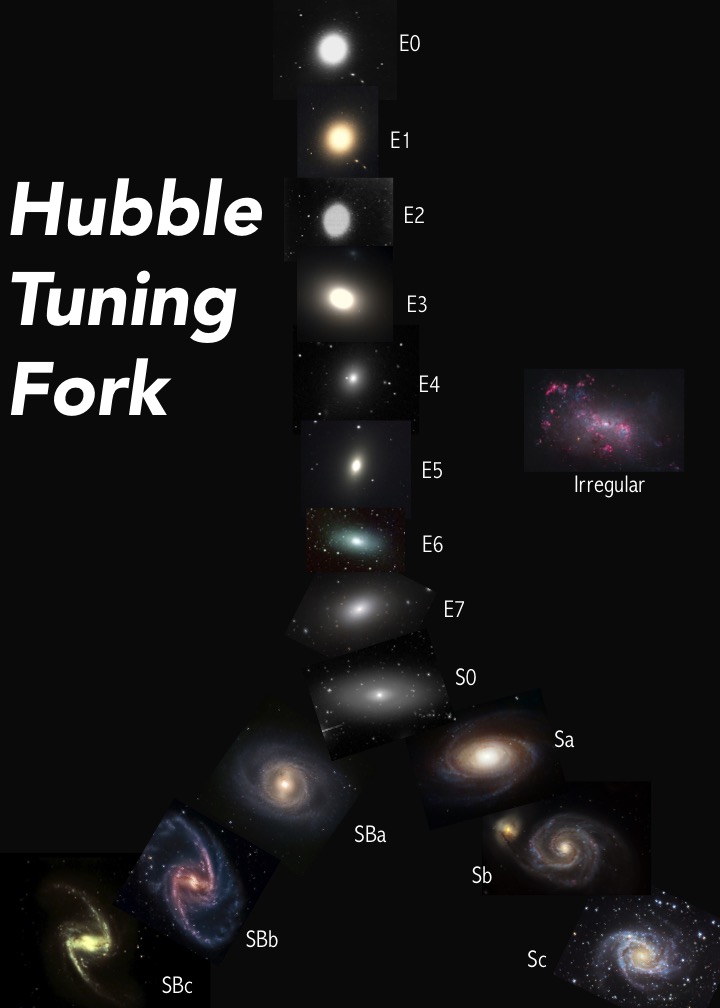 Hubble
Tuning
Fork
E0
E1
E2
E3
E4
E5
E6
E7
S0
Sa
Sb
Sc
SBa
SBb
SBc
Irregular